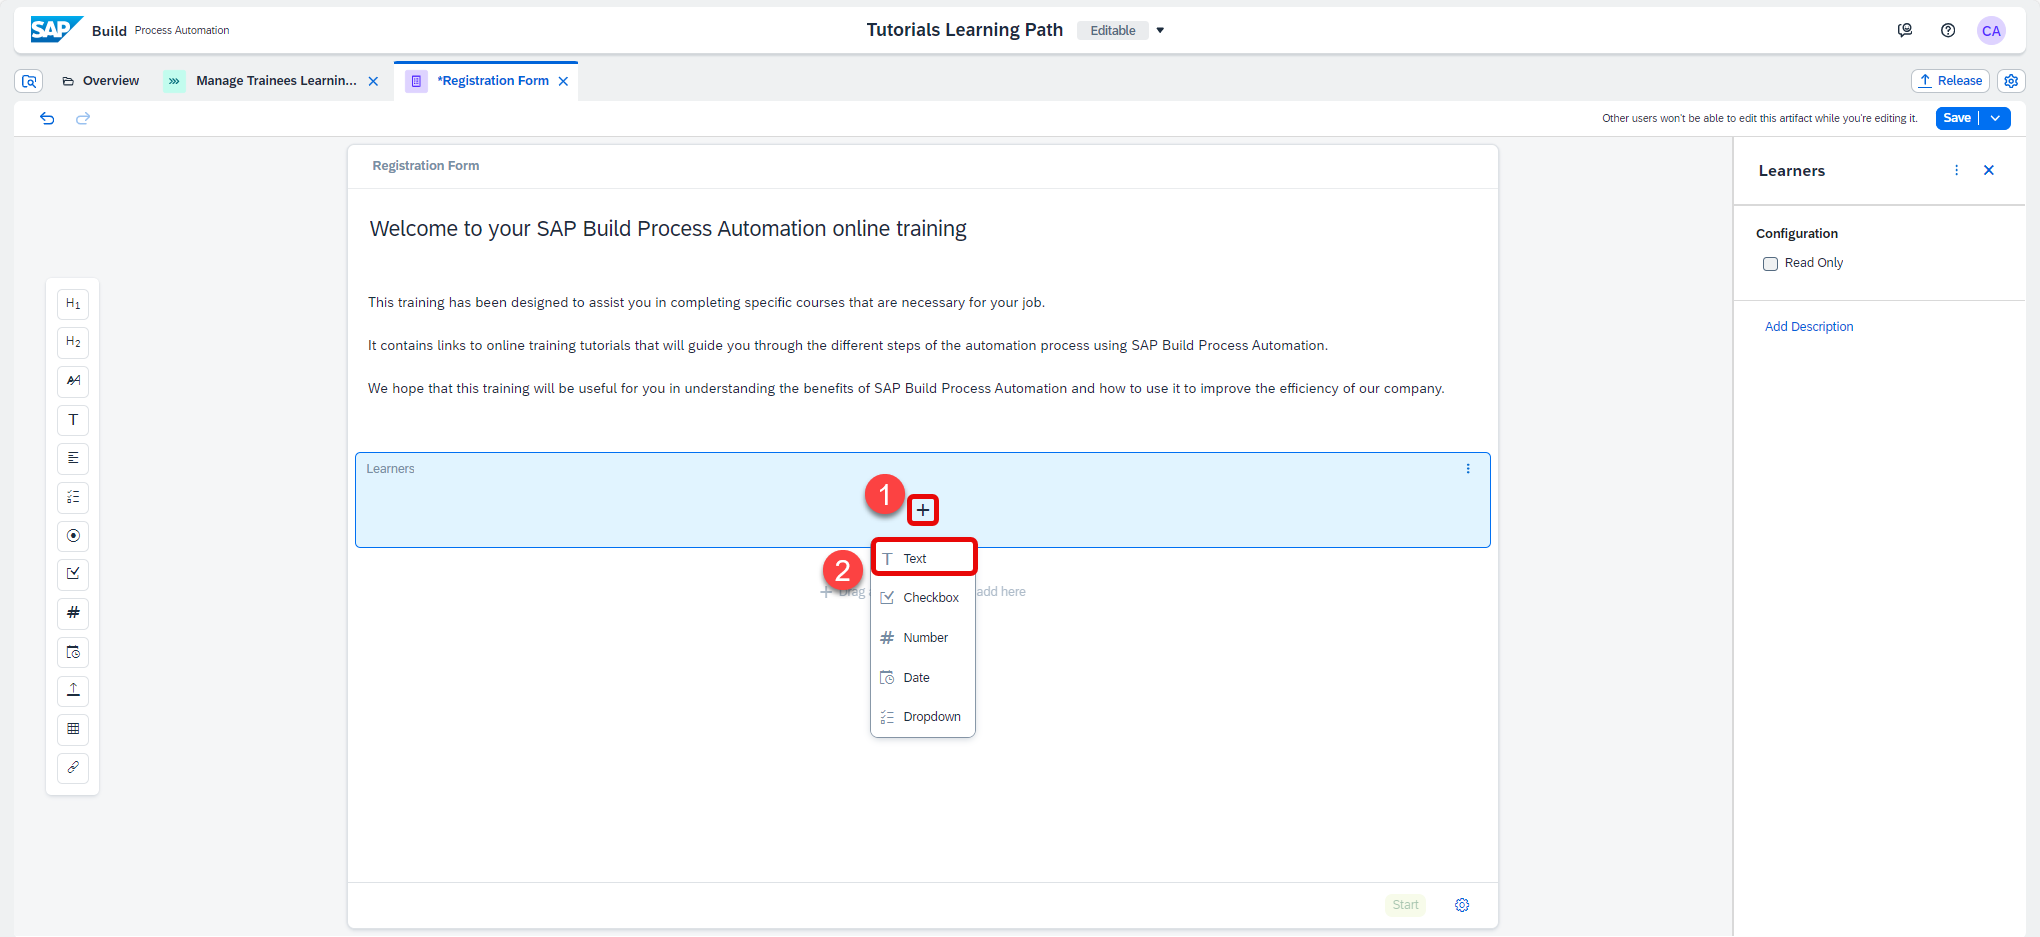 SAP Build Process Automation
Tutorials Learning Path Editable
CA
Overview
Manage Trainees Learnin...
*Registration Form
Release
Other users won't be able to edit this artifact while you're editing it.
Save
Registration Form
Welcome to your SAP Build Process Automation online training
This training has been designed to assist you in completing specific courses that are necessary for your job.
It contains links to online training tutorials that will guide you through the different steps of the automation process using SAP Build Process Automation.
We hope that this training will be useful for you in understanding the benefits of SAP Build Process Automation and how to use it to improve the efficiency of our company.
H1
H2
AA
T
#
Learners
1
+
2
T Text
+ Drag a
add here
Checkbox
# Number
Date
Dropdown
Start
Learners
Configuration
Read Only
Add Description